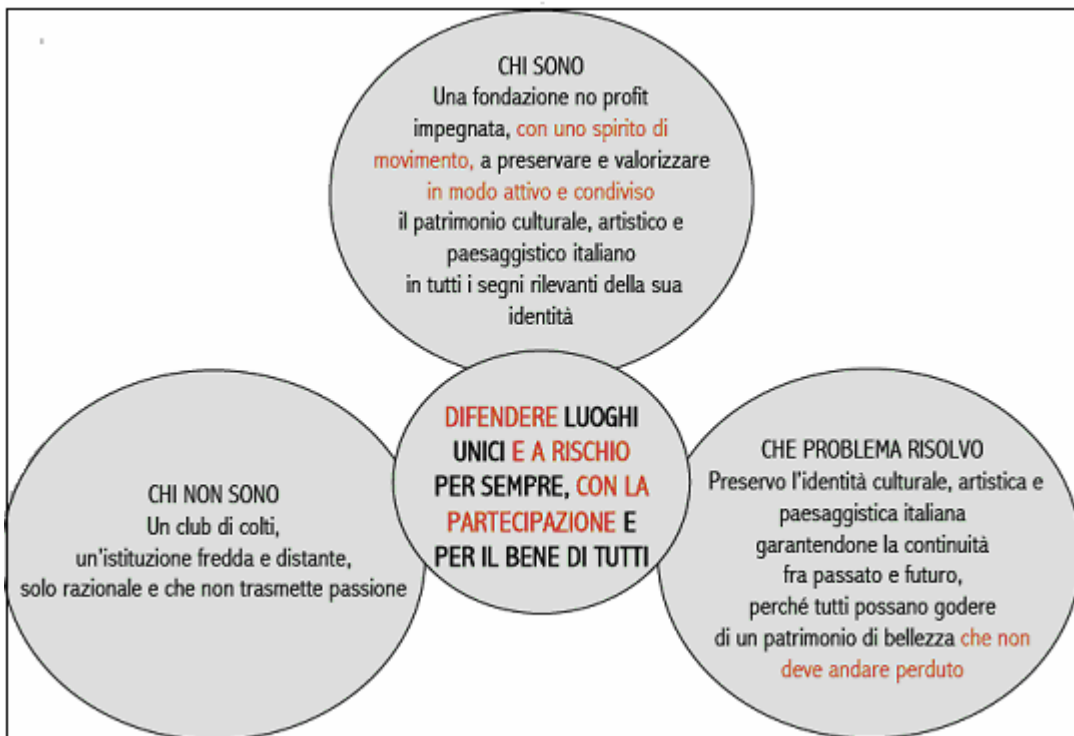 CHI SONO
Una fondazione no profit
impegnata, con uno spirito di
movimento, a preservare e valorizzare
in modo attivo e condiviso
il patrimonio culturale, artistico e
paesaggistico italiano
in tutti i segni rilevanti della sua
identità
DIFENDERE LUOGHI
UNICI E A RISCHIO
PER SEMPRE, CON LA
PARTECIPAZIONE E
PER IL BENE DI TUTTI
CHI NON SONO
Un club di colti,
un'istituzione fredda e distante,
solo razionale e che non trasmette passione
CHE PROBLEMA RISOLVO
Preservo l'identità culturale, artistica e
paesaggistica italiana
garantendone la continuità
fra passato e futuro,
perché tutti possano godere
di un patrimonio di bellezza che non
deve andare perduto